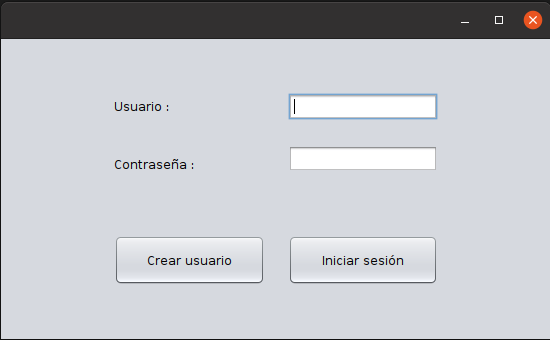 Usuario :
Contraseña :
Crear usuario
Iniciar sesión